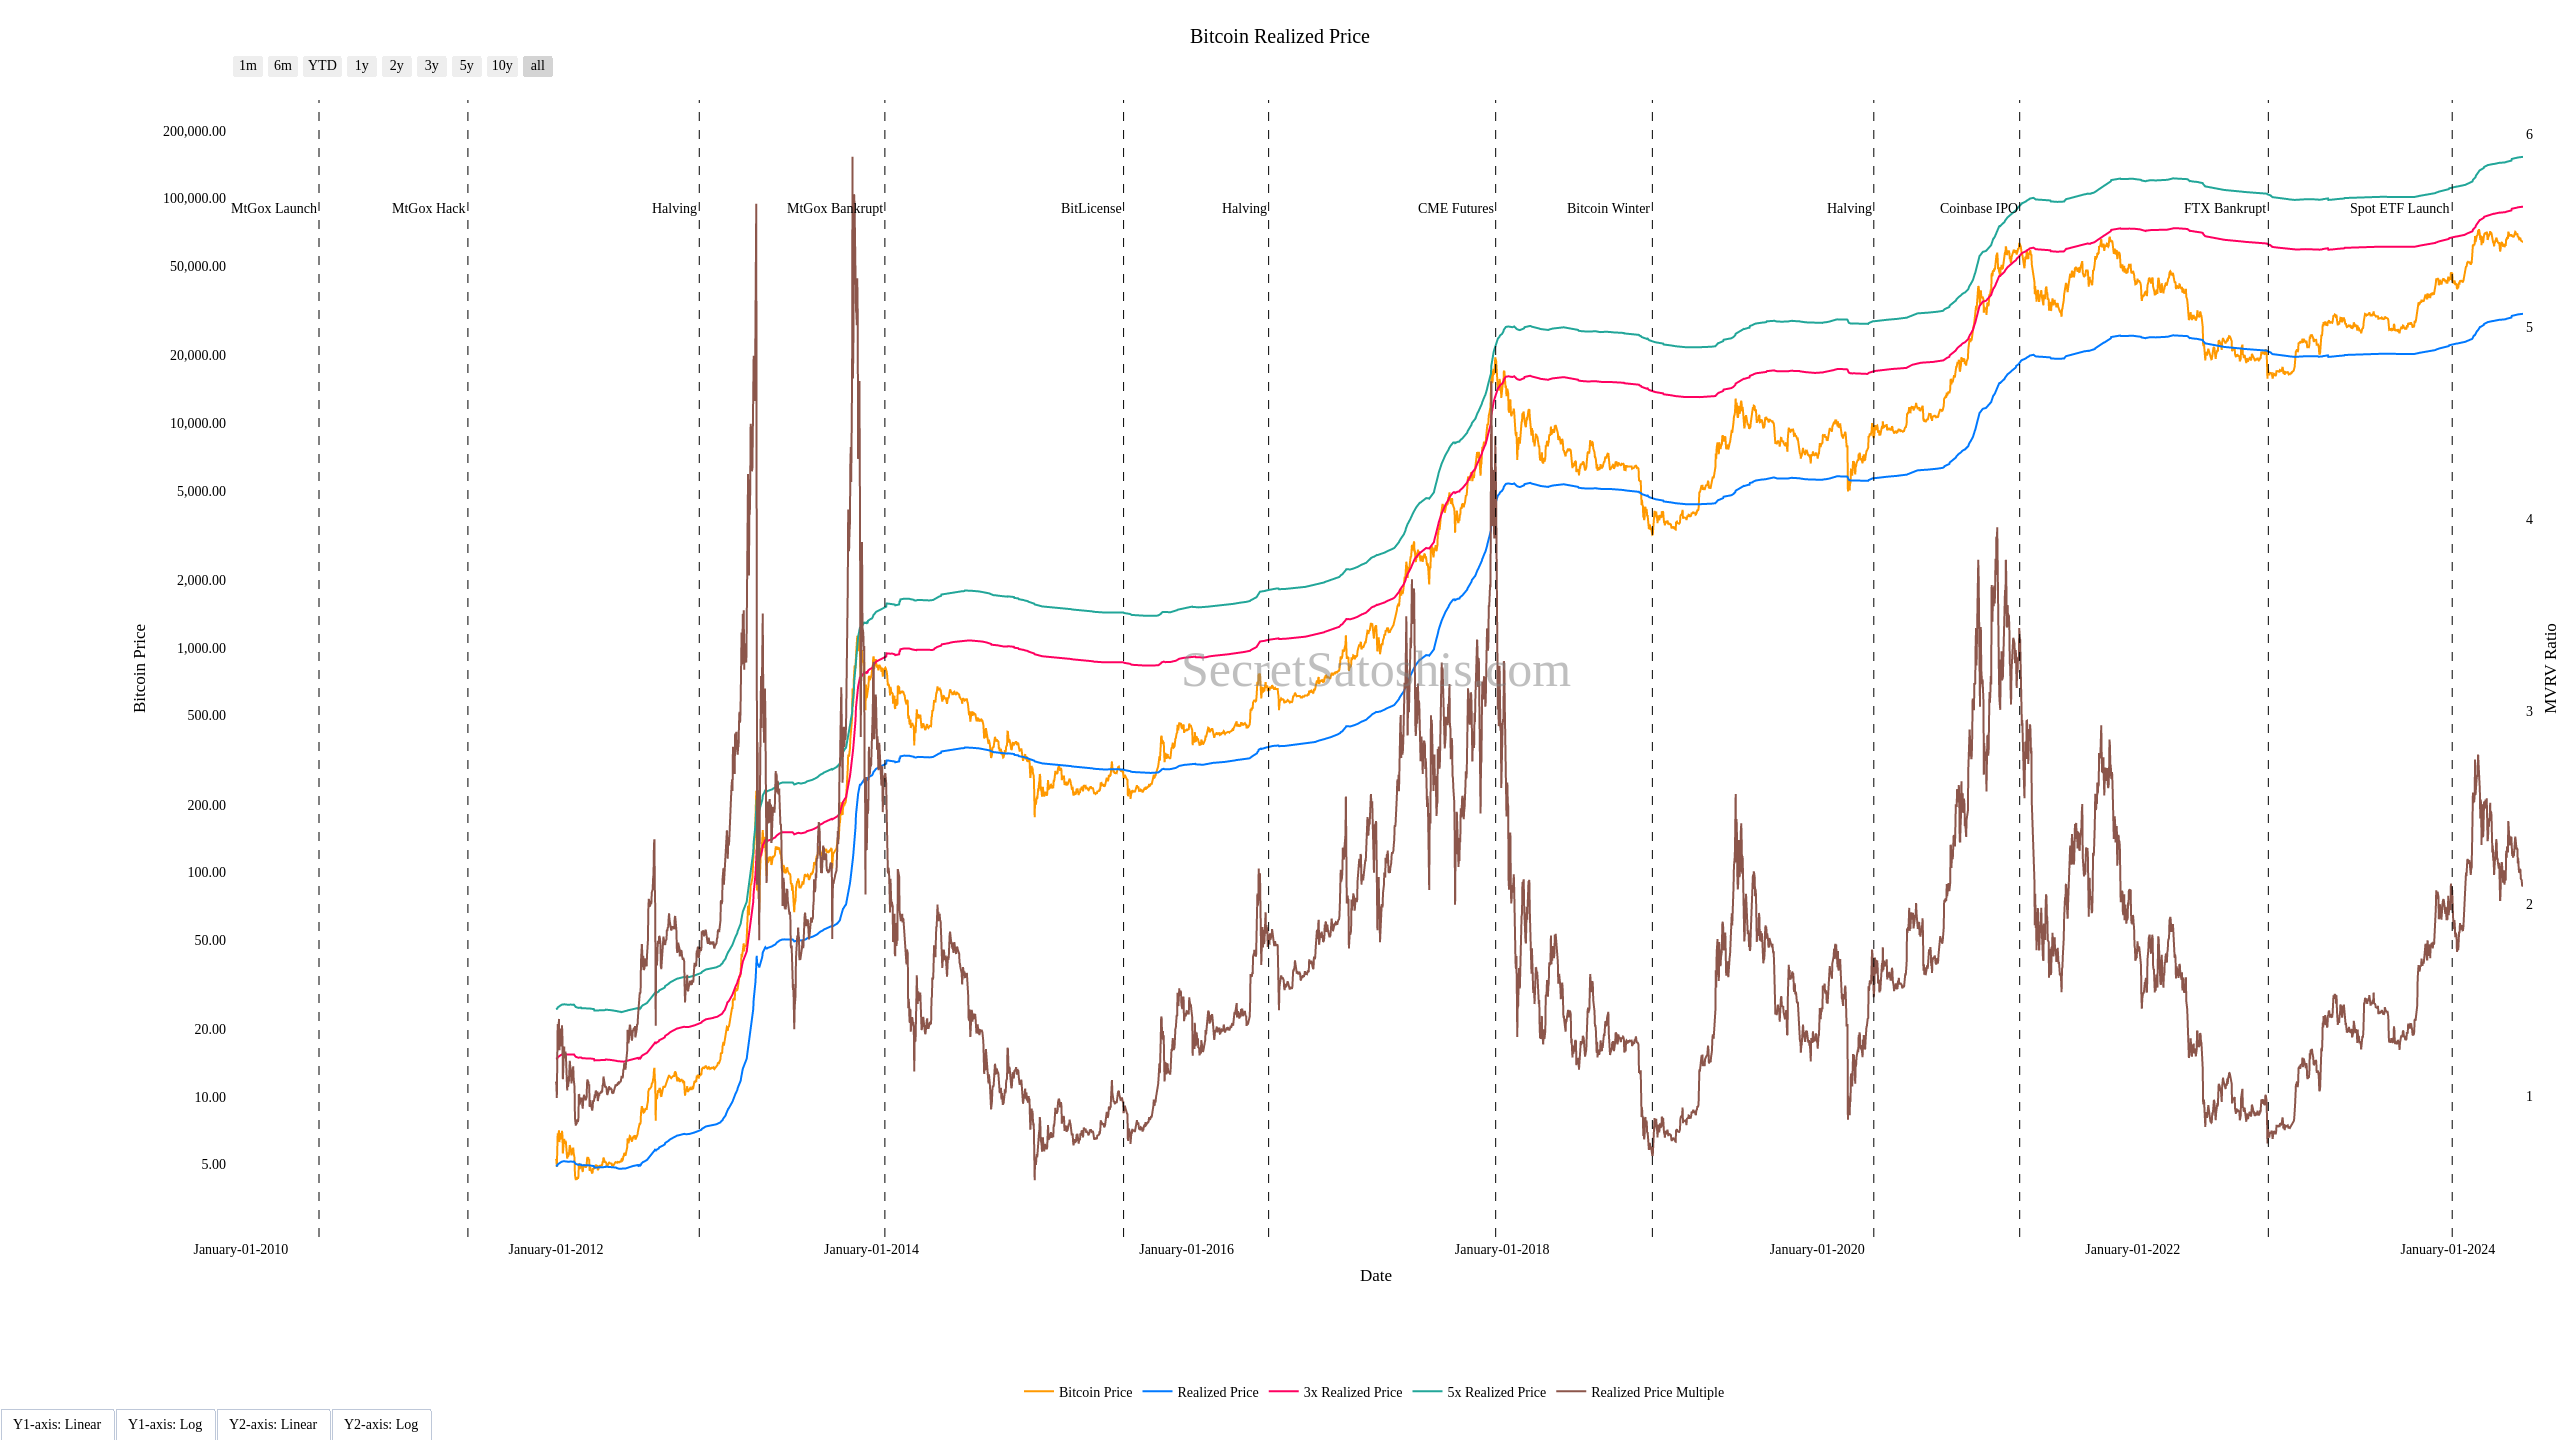 Bitcoin Realized Price
1m 6m YTD 1y 2y 3y 5y 10y all
200,000.00
100,000.00
50,000.00
20,000.00
10,000.00
5,000.00
2,000.00
1,000.00
500.00
200.00
100.00
50.00
20.00
10.00
5.00
Bitcoin Price
MtGox Launch
MtGox Hack
Halving
MtGox Bankrupt
BitLicense
Halving
CME Futures
Bitcoin Winter
Halving
Coinbase IPO
FTX Bankrupt
Spot ETF Launch
SecretSatoshis.com
6
5
4
3
2
1
MVRV Ratio
January-01-2010
January-01-2012
January-01-2014
January-01-2016
January-01-2018
January-01-2020
January-01-2022
January-01-2024
Date
Bitcoin Price
Realized Price
3x Realized Price
5x Realized Price
Realized Price Multiple
Y1-axis: Linear
Y1-axis: Log
Y2-axis: Linear
Y2-axis: Log